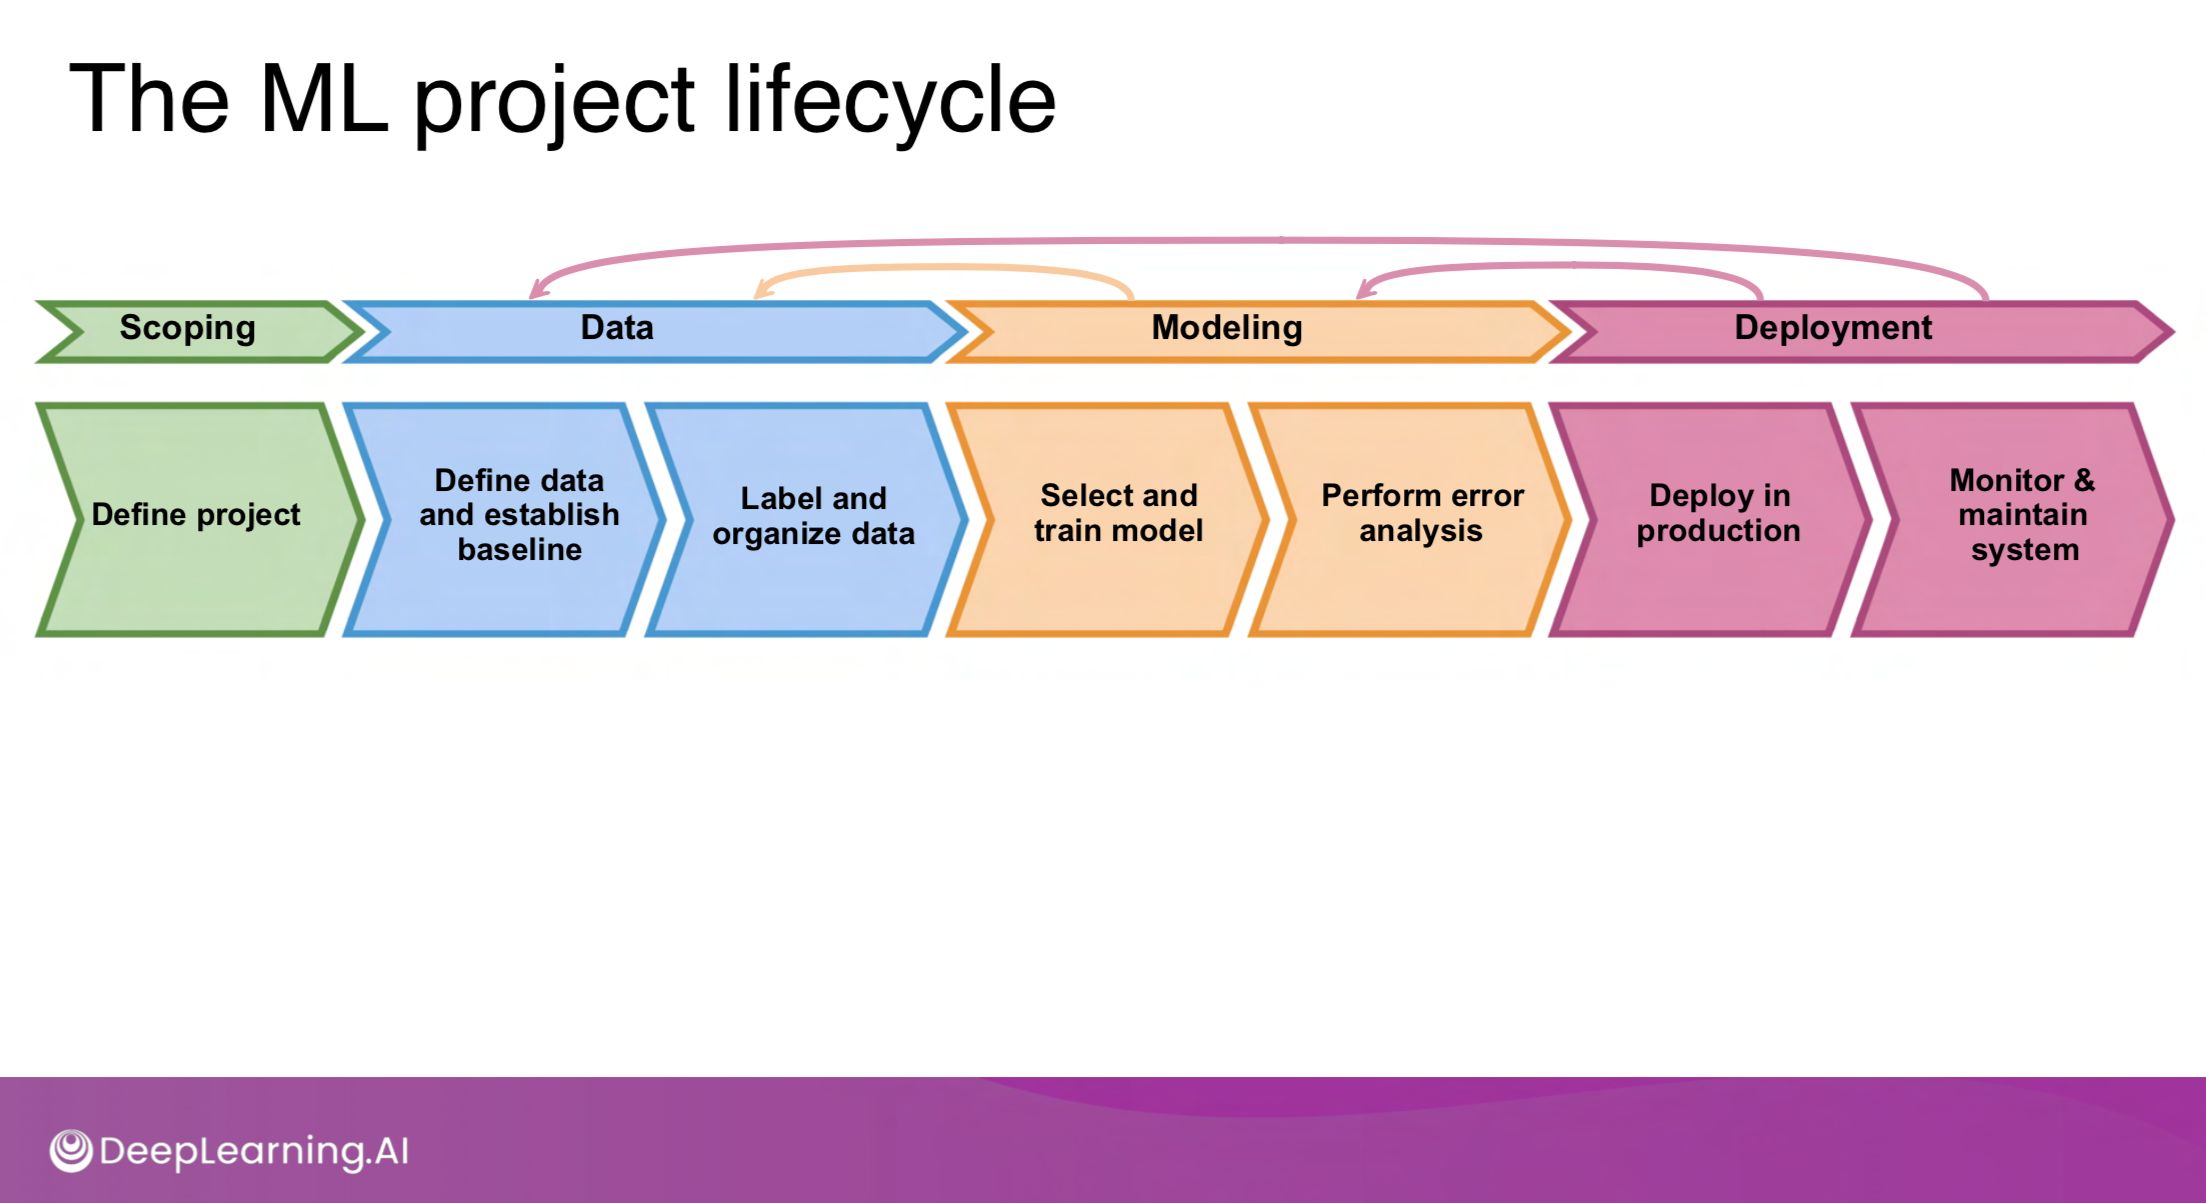 The ML project lifecycle
Scoping
Data
Modeling
Deployment
Define project
Define data
and establish
baseline
Label and
organize data
Select and
train model
Perform error
analysis
Deploy in
production
Monitor &
maintain
system
DeepLearning.AI